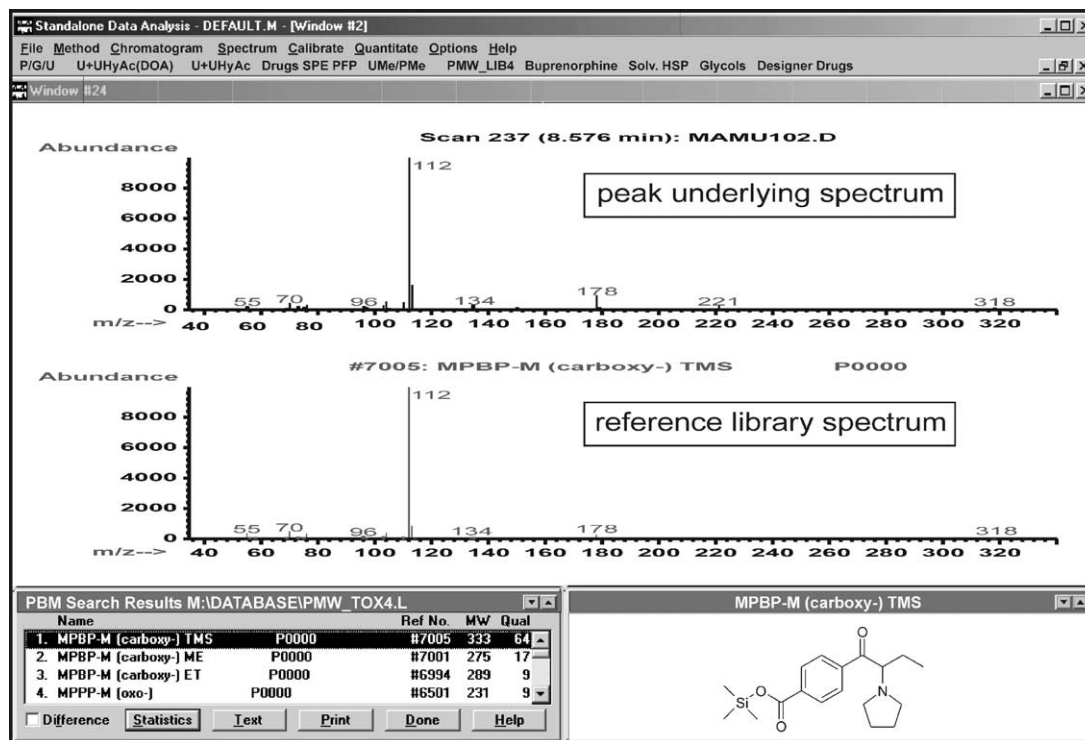 Standalone Data Analysis - DEFAULT.M - [Window #2]
File Method Chromatogram Spectrum Calibrate Quantitate Options Help
P/G/U U+UHyAc(DOA) U+UHyAc Drugs SPE PFP UMe/PMe PMW_LIB4 Buprenorphine Solv. HSP Glycols Designer Drugs
Window #24
Scan 237 (8.576 min): MAMU102.D
Abundance
112
8000
peak underlying spectrum
6000
4000
2000
55 70 96 134 178 221 318
0
m/z--> 40 60 80 100 120 140 160 180 200 220 240 260 280 300 320
#7005: MPBP-M (carboxy-) TMS P0000
Abundance
112
8000
reference library spectrum
6000
4000
2000
55 70 96 134 178 318
0
m/z--> 40 60 80 100 120 140 160 180 200 220 240 260 280 300 320
PBM Search Results M:\DATABASE\PMW_TOX4.L
Name Ref No. MW Qual
1. MPBP-M (carboxy-) TMS P0000 #7005 333 64
2. MPBP-M (carboxy-) ME P0000 #7001 275 17
3. MPBP-M (carboxy-) ET P0000 #6994 289 9
4. MPPP-M (oxo-) P0000 #6501 231 9
Difference Statistics Text Print Done Help
MPBP-M (carboxy-) TMS
O
O
Si
N
O